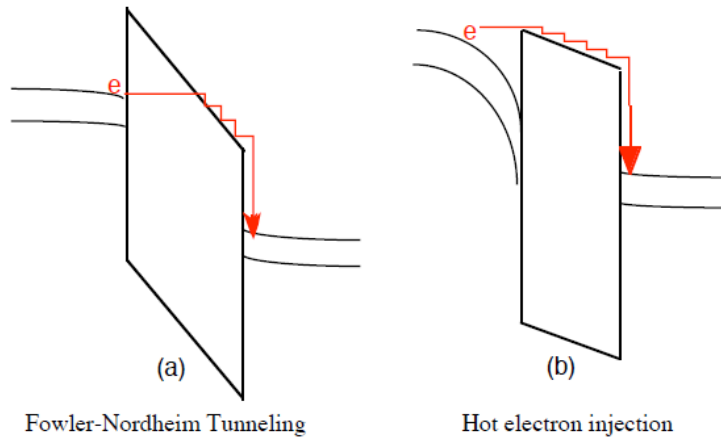 e
e
(a)
(b)
Fowler-Nordheim Tunneling
Hot electron injection